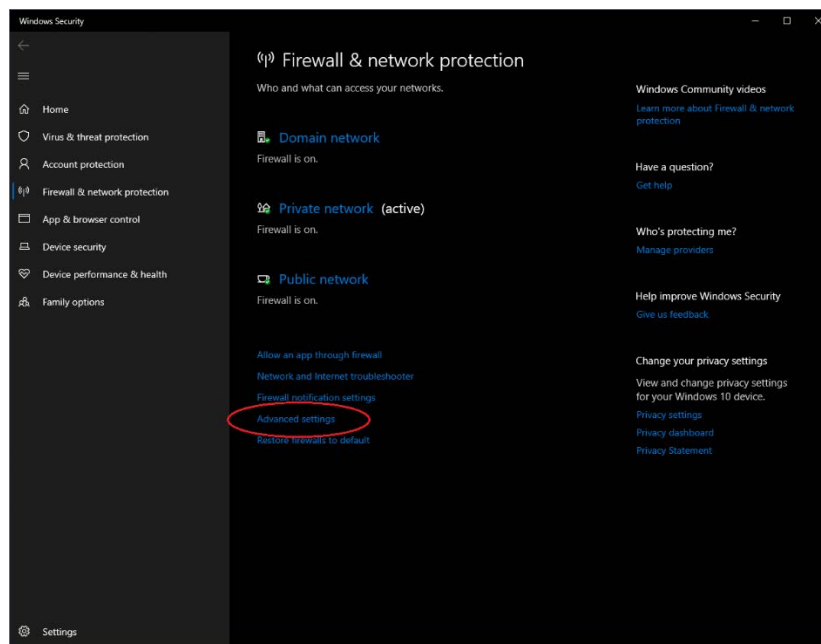 Windows Security
Home
Virus & threat protection
Account protection
Firewall & network protection
App & browser control
Device security
Device performance & health
Family options
Settings
Firewall & network protection
Who and what can access your networks.
Domain network
Firewall is on.
Private network (active)
Firewall is on.
Public network
Firewall is on.
Allow an app through firewall
Network and Internet troubleshooter
Firewall notification settings
Advanced settings
Restore firewalls to default
Windows Community videos
Learn more about Firewall & network
protection
Have a question?
Get help
Who's protecting me?
Manage providers
Help improve Windows Security
Give us feedback
Change your privacy settings
View and change privacy settings
for your Windows 10 device.
Privacy settings
Privacy dashboard
Privacy Statement